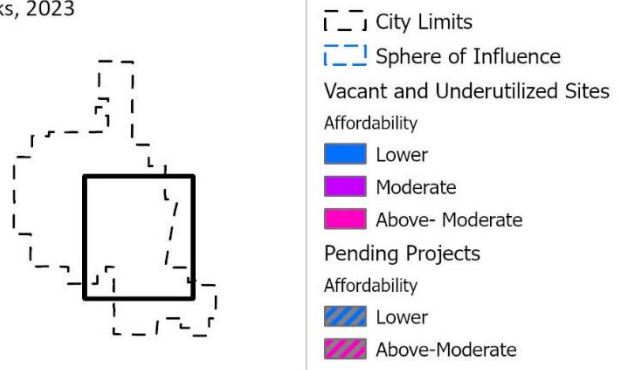 2023
City Limits
Sphere of Influence
Vacant and Underutilized Sites
Affordability
Lower
Moderate
Above- Moderate
Pending Projects
Affordability
Lower
Above-Moderate